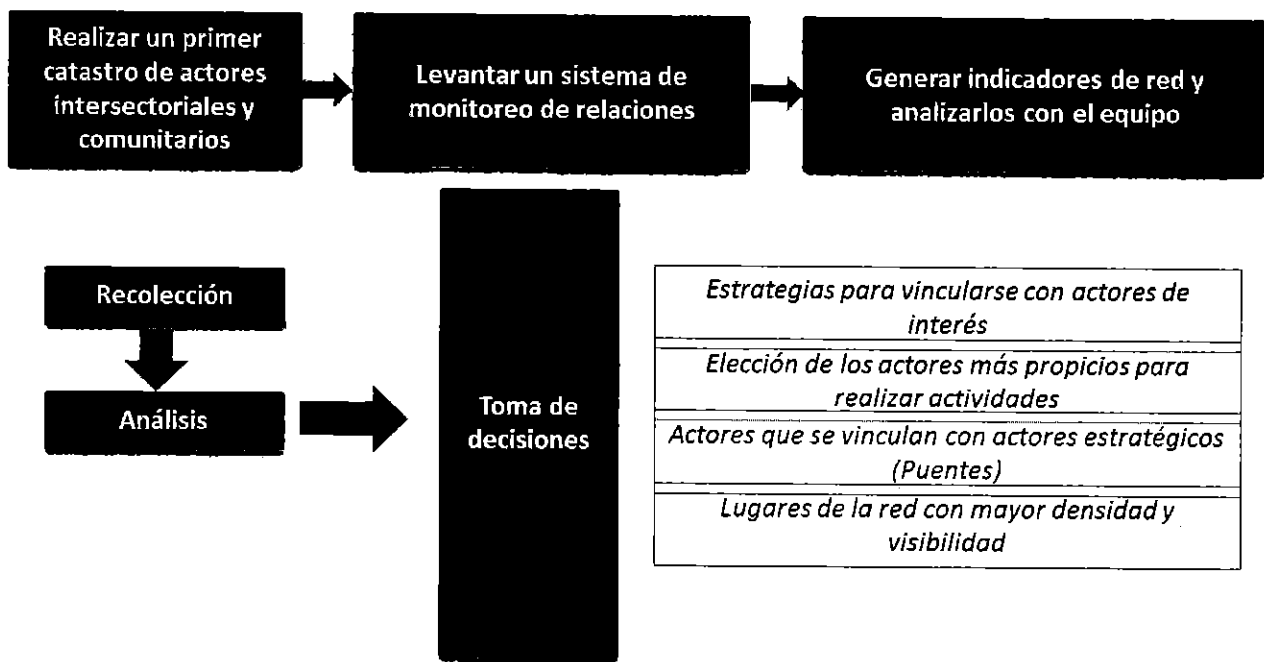 Realizar un primer
catastro de actores
intersectoriales y
comunitarios
Levantar un sistema de
monitoreo de relaciones
Generar indicadores de red y
analizarlos con el equipo
Recolección
Análisis
Toma de
decisiones
Estrategias para vincularse con actores de
interés
Elección de los actores más propicios para
realizar actividades
Actores que se vinculan con actores estratégicos
(Puentes)
Lugares de la red con mayor densidad y
visibilidad